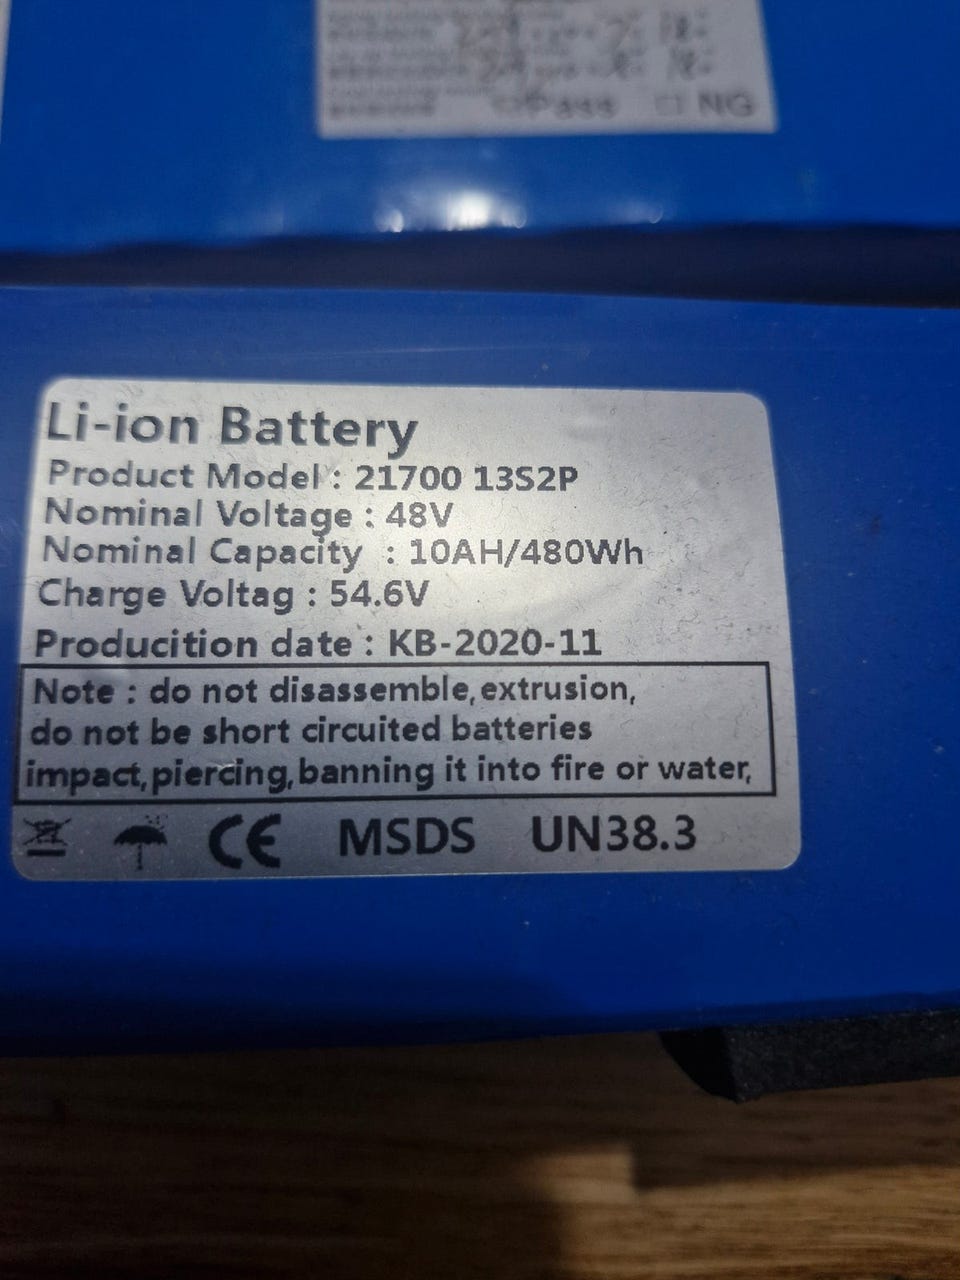 Pass □ NG
Li-ion Battery
Product Model : 21700 13S2P
Nominal Voltage : 48V
Nominal Capacity : 10AH/480Wh
Charge Voltag : 54.6V
Producition date : KB-2020-11
Note : do not disassemble,extrusion,
do not be short circuited batteries
impact,piercing,banning it into fire or water,
CE MSDS UN38.3